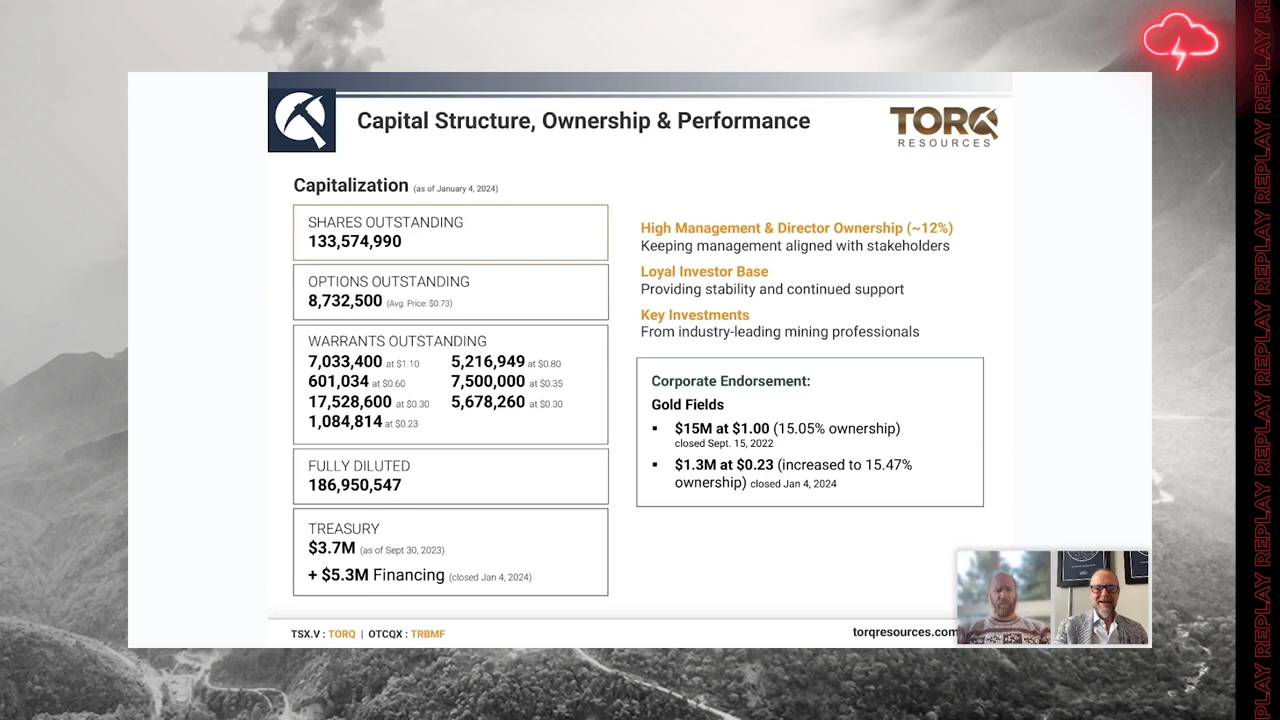 Capital Structure, Ownership & Performance
TORQ
RESOURCES
Capitalization (as of January 4, 2024)
SHARES OUTSTANDING
133,574,990
OPTIONS OUTSTANDING
8,732,500 (Avg. Price: $0.73)
WARRANTS OUTSTANDING
7,033,400 at $1.10 5,216,949 at $0.80
601,034 at $0.60 7,500,000 at $0.35
17,528,600 at $0.30 5,678,260 at $0.30
1,084,814 at $0.23
FULLY DILUTED
186,950,547
TREASURY
$3.7M (as of Sept 30, 2023)
+ $5.3M Financing (closed Jan 4, 2024)
High Management & Director Ownership (~12%)
Keeping management aligned with stakeholders
Loyal Investor Base
Providing stability and continued support
Key Investments
From industry-leading mining professionals
Corporate Endorsement:
Gold Fields
▪ $15M at $1.00 (15.05% ownership)
closed Sept. 15, 2022
▪ $1.3M at $0.23 (increased to 15.47%
ownership) closed Jan 4, 2024
TSX.V : TORQ | OTCQX : TRBMF
torqresources.com
REPLAY REPLAY REPLAY REPLAY REPLAY REPLAY REPLAY REPLAY